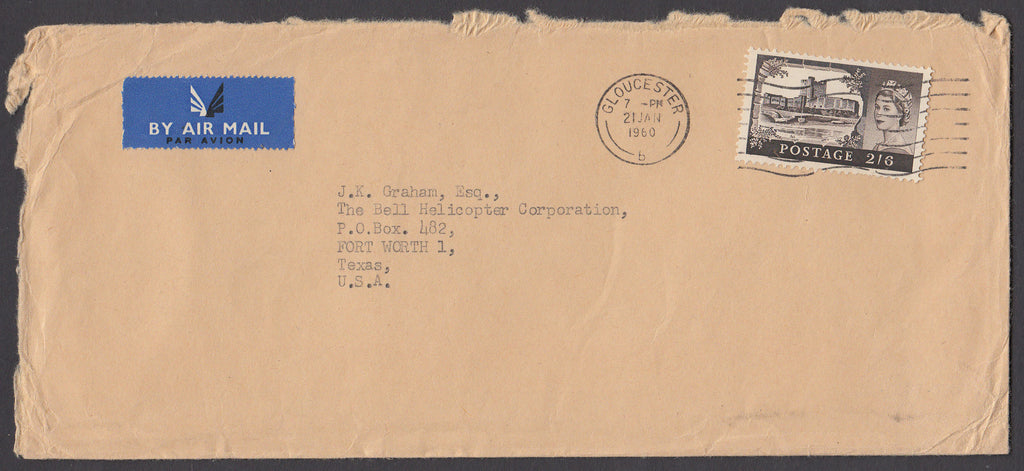 BY AIR MAIL
PAR AVION
GLOUCESTER
7 - PM
21 JAN
1960
b
POSTAGE 2/6
J.K. Graham, Esq.,
The Bell Helicopter Corporation,
P.O.Box. 482,
FORT WORTH 1,
Texas,
U.S.A.